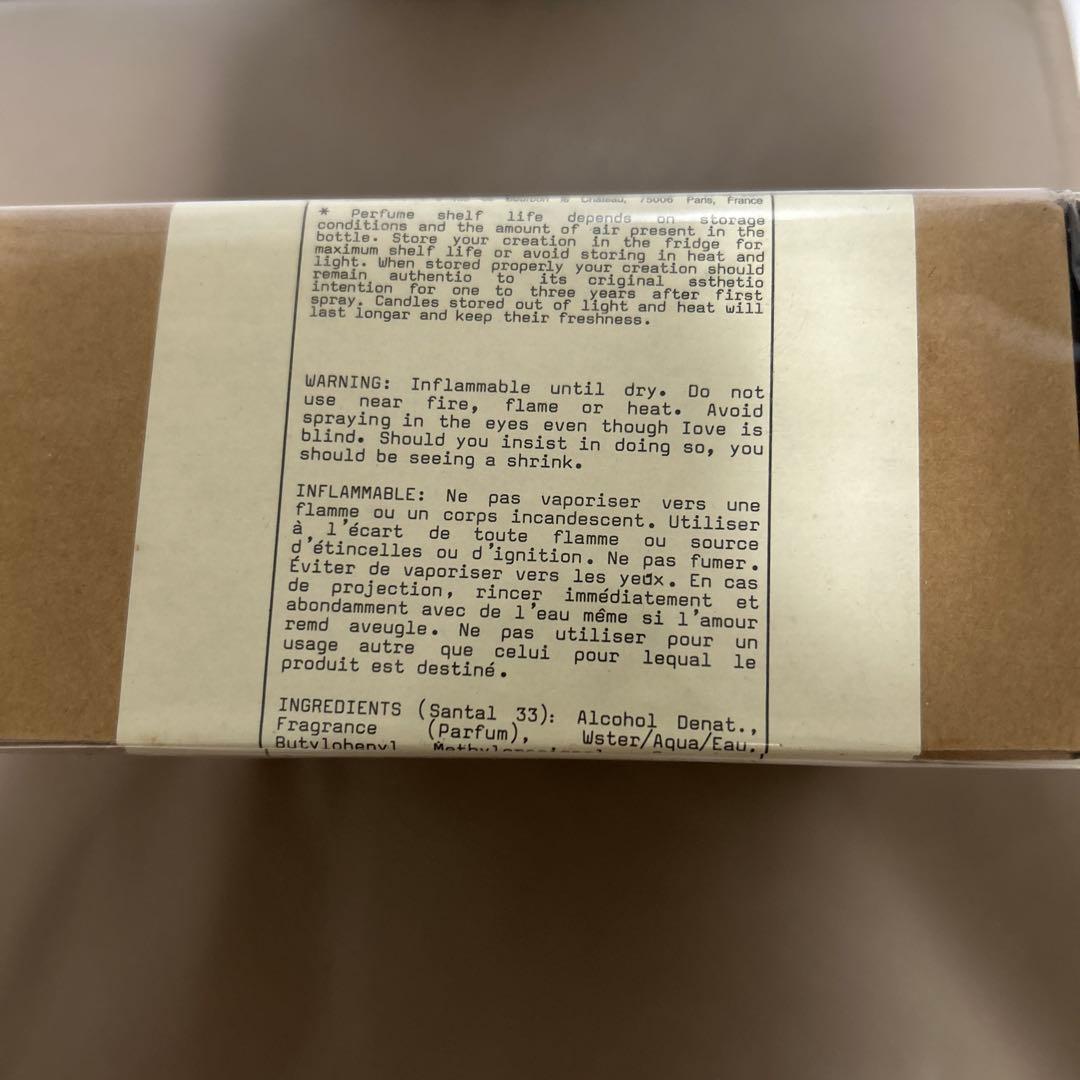 Bourbon le Château, 75006 Paris, France
* Perfume shelf life depends on storage
conditions and the amount of air present in the
bottle. Store your creation in the fridge for
maximum shelf life or avoid storing in heat and
light. When stored properly your creation should
remain authentio to its original ssthetio
intention for one to three years after first
spray. Candles stored out of light and heat will
last longar and keep their freshness.
WARNING: Inflammable until dry. Do not
use near fire, flame or heat. Avoid
spraying in the eyes even though Iove is
blind. Should you insist in doing so, you
should be seeing a shrink.
INFLAMMABLE: Ne pas vaporiser vers une
flamme ou un corps incandescent. Utiliser
à l'écart de toute flamme ou source
d'étincelles ou d'ignition. Ne pas fumer.
Éviter de vaporiser vers les yeux. En cas
de projection, rincer immédiatement et
abondamment avec de l'eau même si l'amour
remd aveugle. Ne pas utiliser pour un
usage autre que celui pour lequal le
produit est destiné.
INGREDIENTS (Santal 33): Alcohol Denat.,
Fragrance (Parfum), Wster/Aqua/Eau,
Butylohenyl